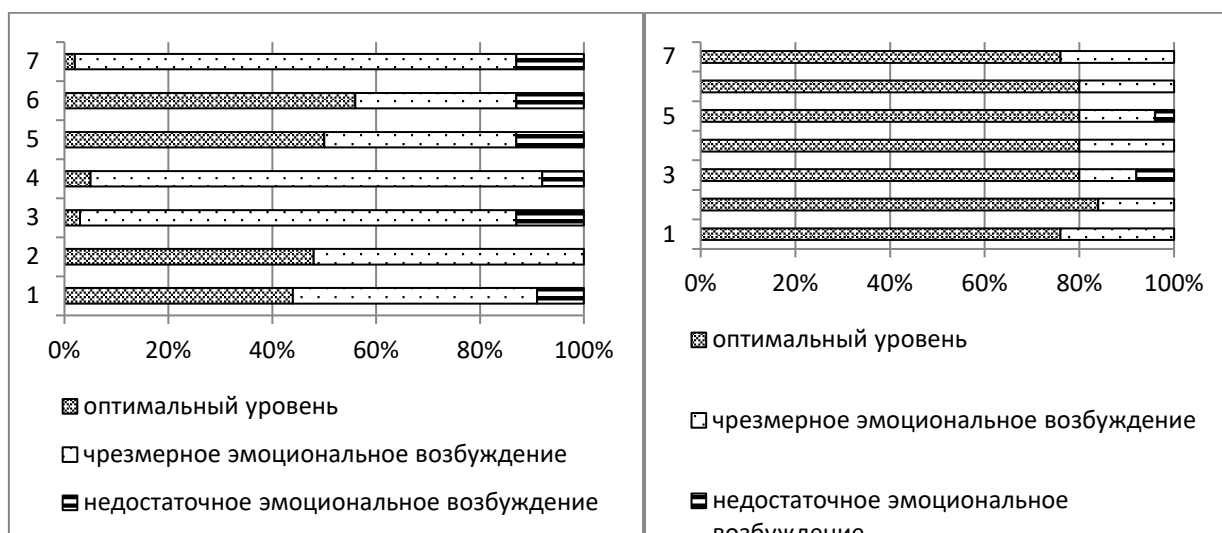 7
6
5
4
3
2
1
0% 20% 40% 60% 80% 100%
оптимальный уровень
чрезмерное эмоциональное возбуждение
недостаточное эмоциональное возбуждение
7
5
3
1
0% 20% 40% 60% 80% 100%
оптимальный уровень
чрезмерное эмоциональное возбуждение
недостаточное эмоциональное
возбуждение